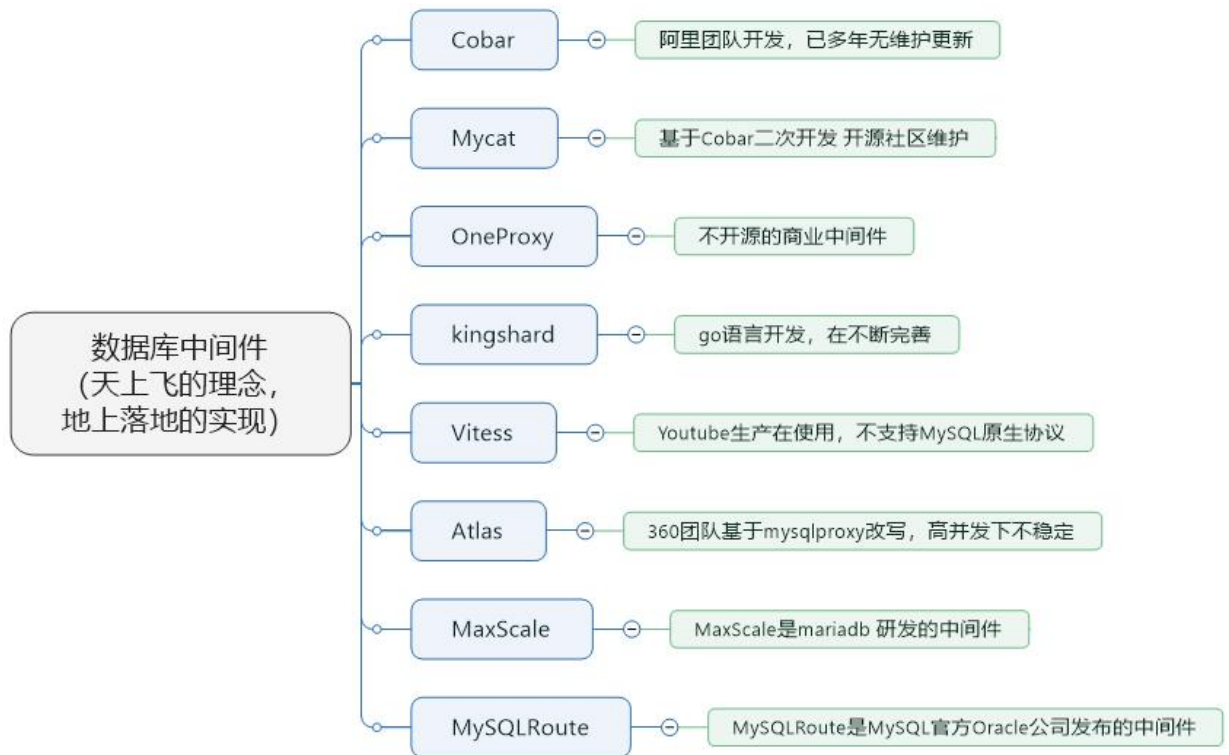 数据库中间件
（天上飞的理念，
地上落地的实现）
Cobar
阿里团队开发，已多年无维护更新
Mycat
基于Cobar二次开发 开源社区维护
OneProxy
不开源的商业中间件
kingshard
go语言开发，在不断完善
Vitess
Youtube生产在使用，不支持MySQL原生协议
Atlas
360团队基于mysqlproxy改写，高并发下不稳定
MaxScale
MaxScale是mariadb 研发的中间件
MySQLRoute
MySQLRoute是MySQL官方Oracle公司发布的中间件